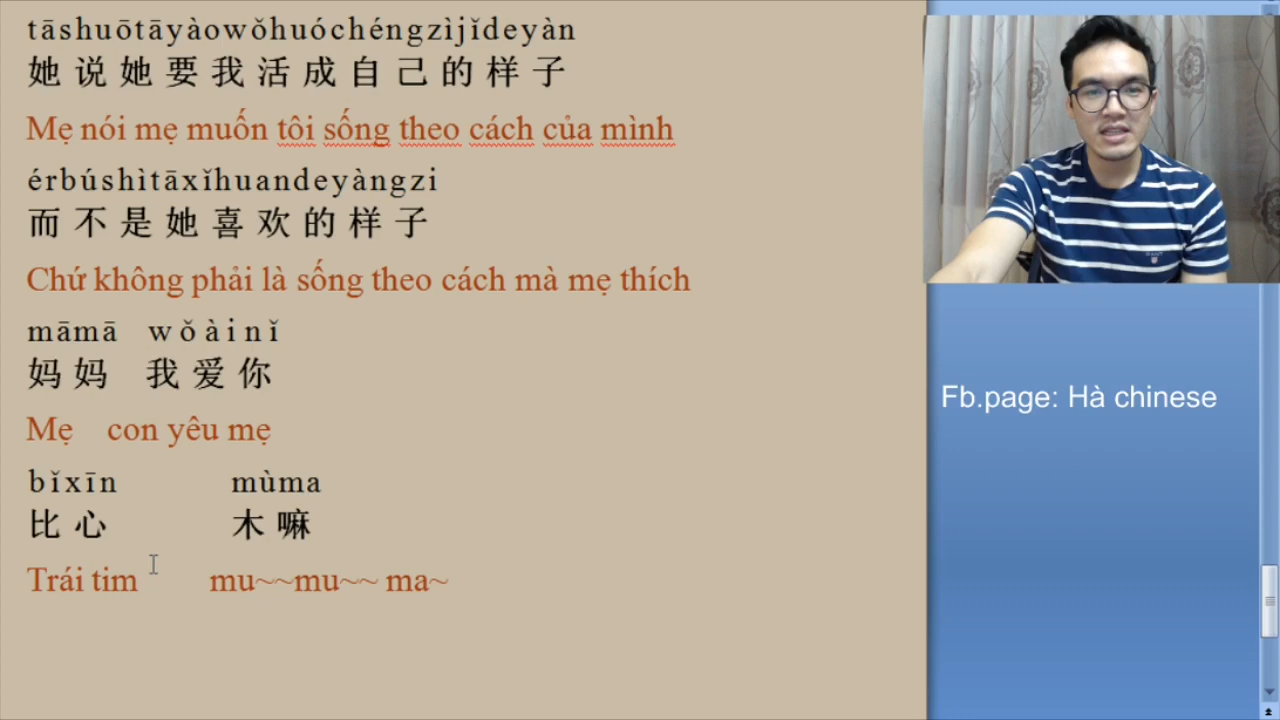 tāshuōtāyàowǒhuóchéngzìjǐdeyàn
她说她要我活成自己的样子
Mẹ nói mẹ muốn tôi sống theo cách của mình
érbúshìtāxǐhuandeyàngzi
而不是她喜欢的样子
Chứ không phải là sống theo cách mà mẹ thích
māmā wǒàinǐ
妈妈 我爱你
Mẹ con yêu mẹ
bǐxīn mùma
比心 木嘛
Trái tim mu~~mu~~ ma~
Fb.page: Hà chinese